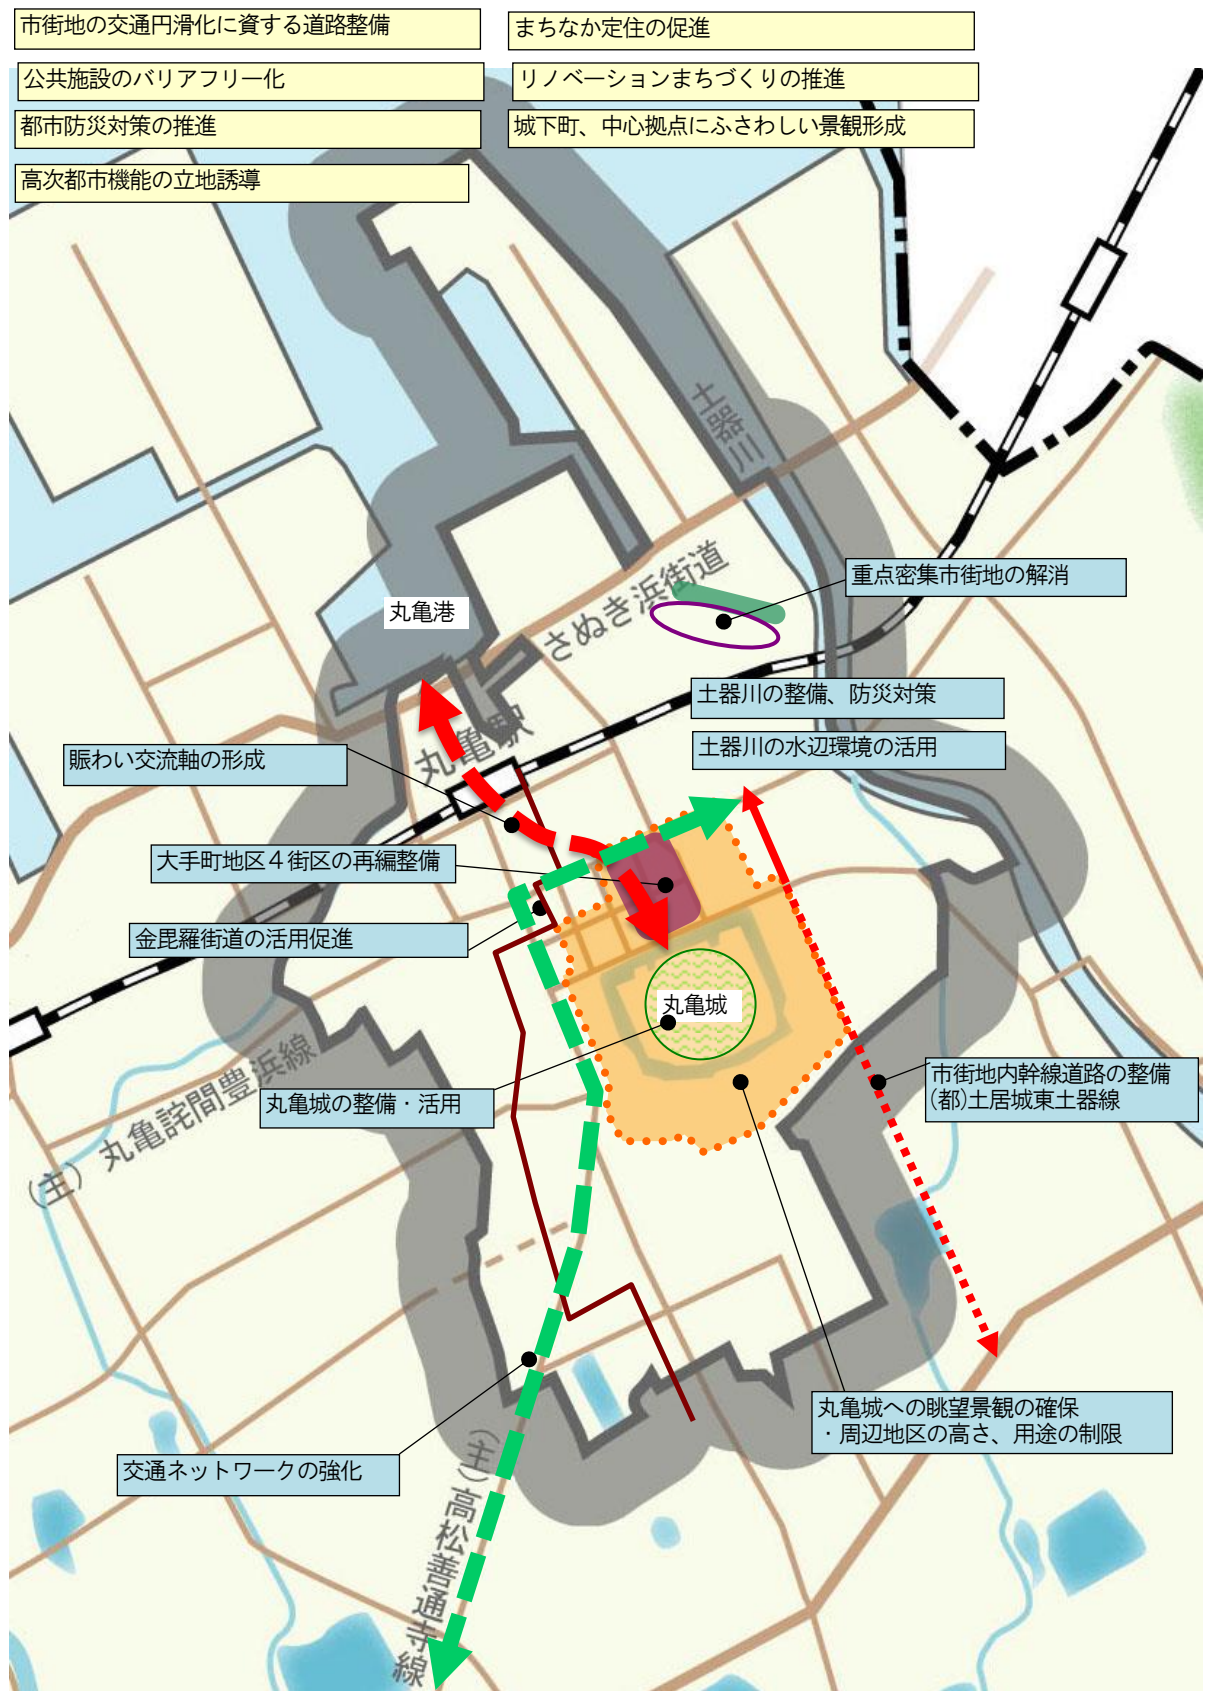 市街地の交通円滑化に資する道路整備
まちなか定住の促進
公共施設のバリアフリー化
リノベーションまちづくりの推進
都市防災対策の推進
城下町、中心拠点にふさわしい景観形成
高次都市機能の立地誘導
土器川
重点密集市街地の解消
丸亀港
さぬき浜街道
土器川の整備、防災対策
丸亀駅
土器川の水辺環境の活用
賑わい交流軸の形成
大手町地区４街区の再編整備
金毘羅街道の活用促進
丸亀城
(主) 丸亀詫間豊浜線
市街地内幹線道路の整備
(都)土居城東土器線
丸亀城の整備・活用
丸亀城への眺望景観の確保
・周辺地区の高さ、用途の制限
交通ネットワークの強化
(主)高松善通寺線